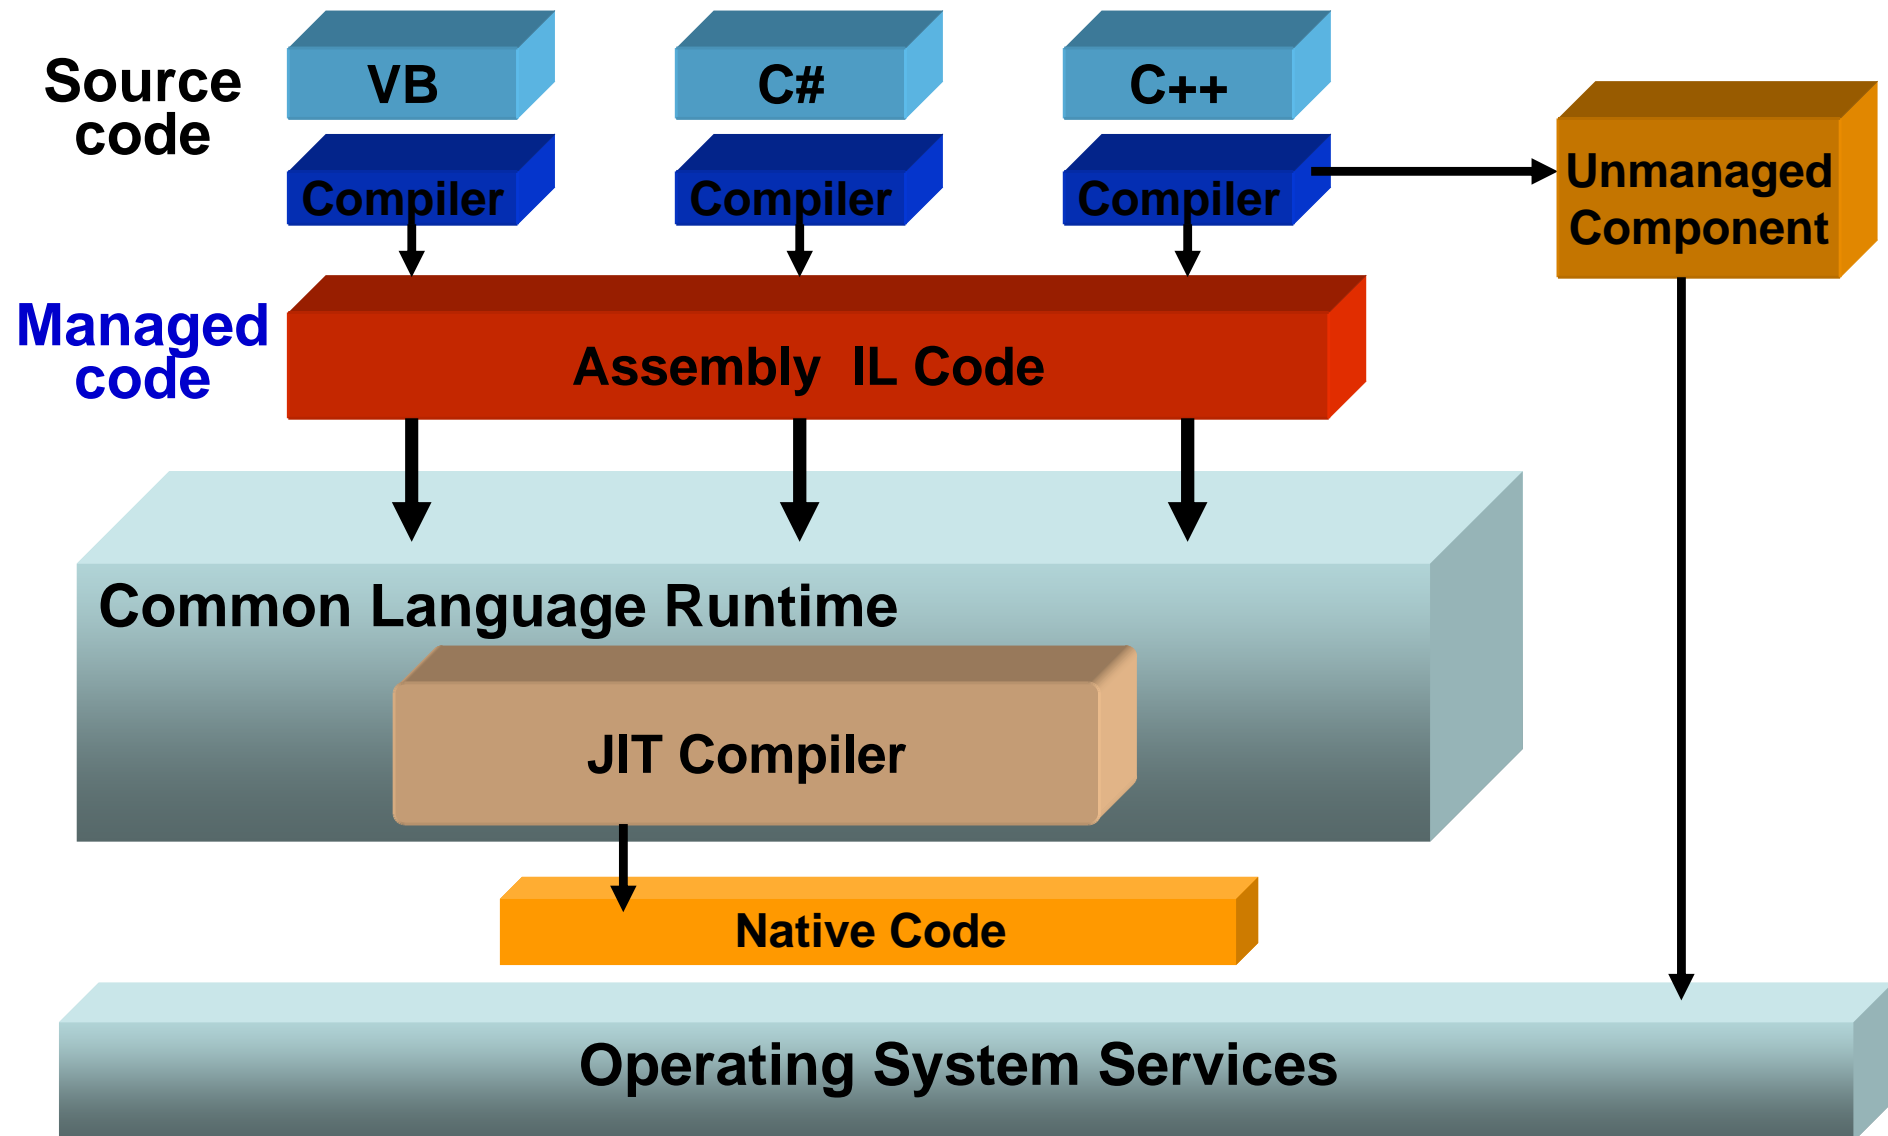 VB
C#
C++
Source
code
Compiler
Compiler
Compiler
Unmanaged
Component
Managed
code
Assembly  IL Code
Common Language Runtime
JIT Compiler
Native Code
Operating System Services